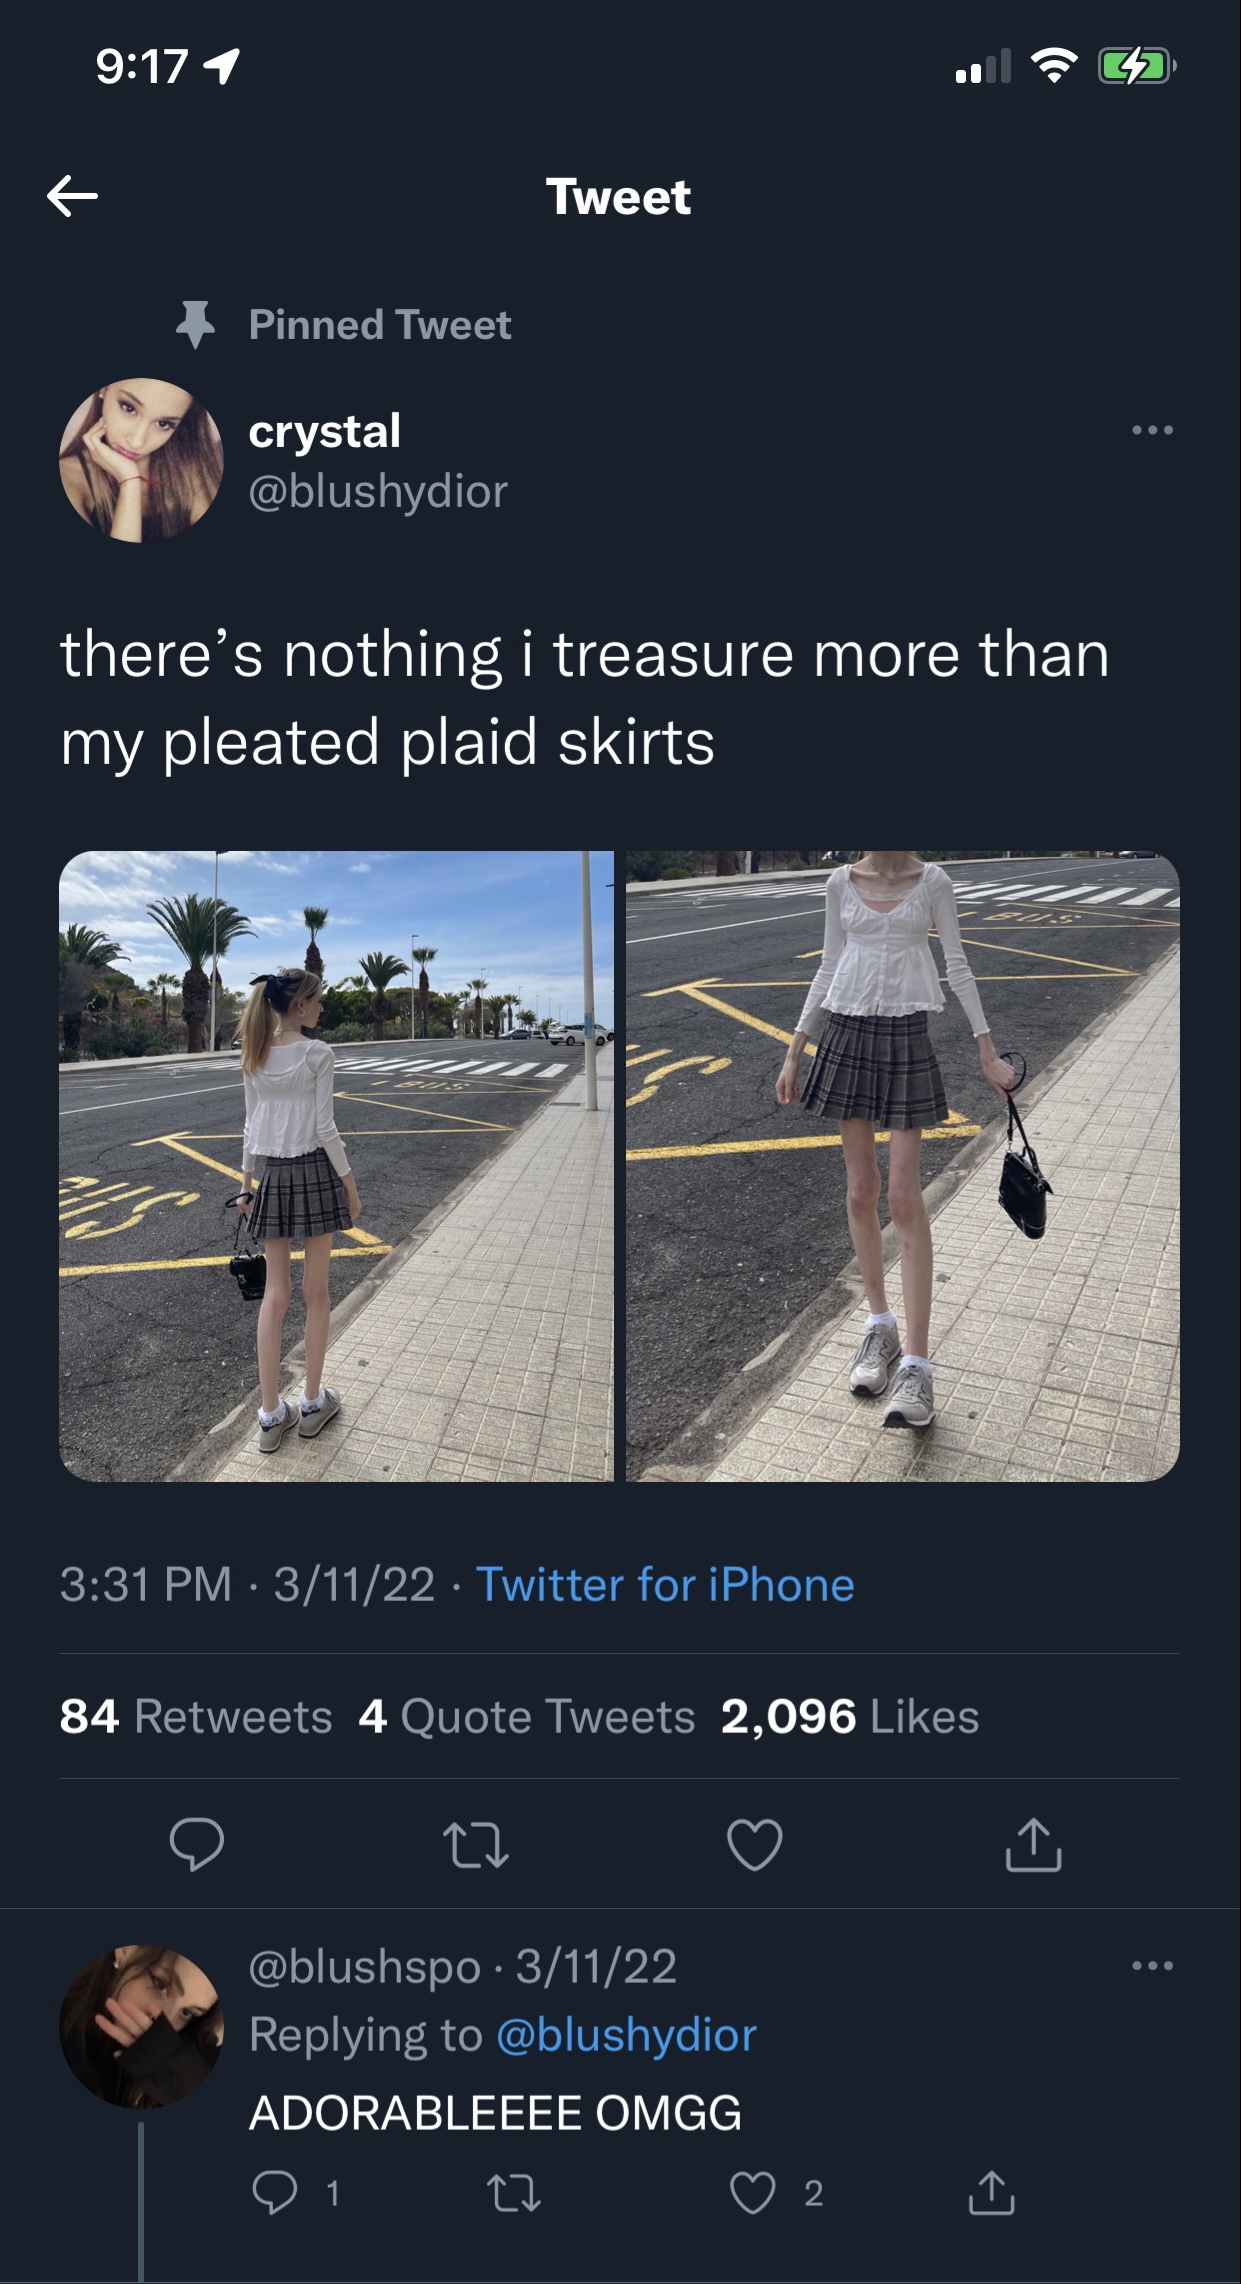 9:17
Tweet
Pinned Tweet
crystal
@blushydior
there’s nothing i treasure more than
my pleated plaid skirts
BUS
BUS
BUS
3:31 PM · 3/11/22 · Twitter for iPhone
84 Retweets 4 Quote Tweets 2,096 Likes
@blushspo · 3/11/22
Replying to @blushydior
ADORABLEEEE OMGG
1 2